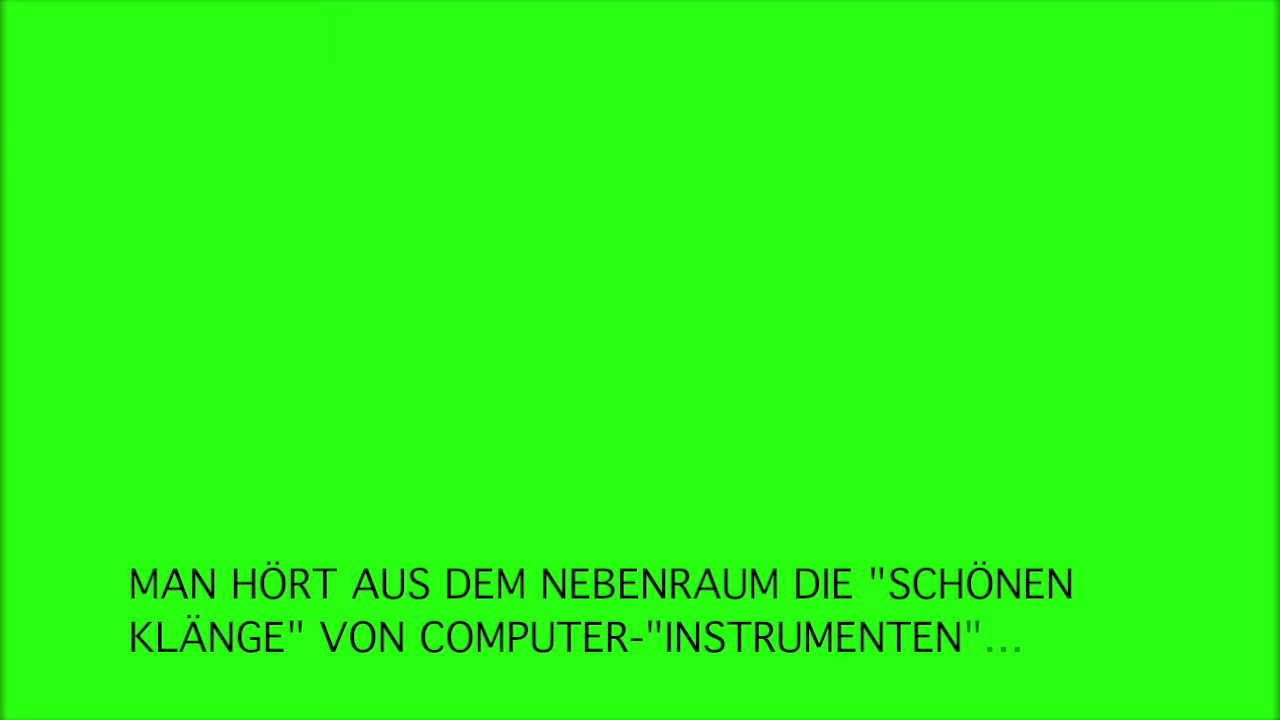 MAN HÖRT AUS DEM NEBENRAUM DIE "SCHÖNEN
KLÄNGE" VON COMPUTER-"INSTRUMENTEN"...